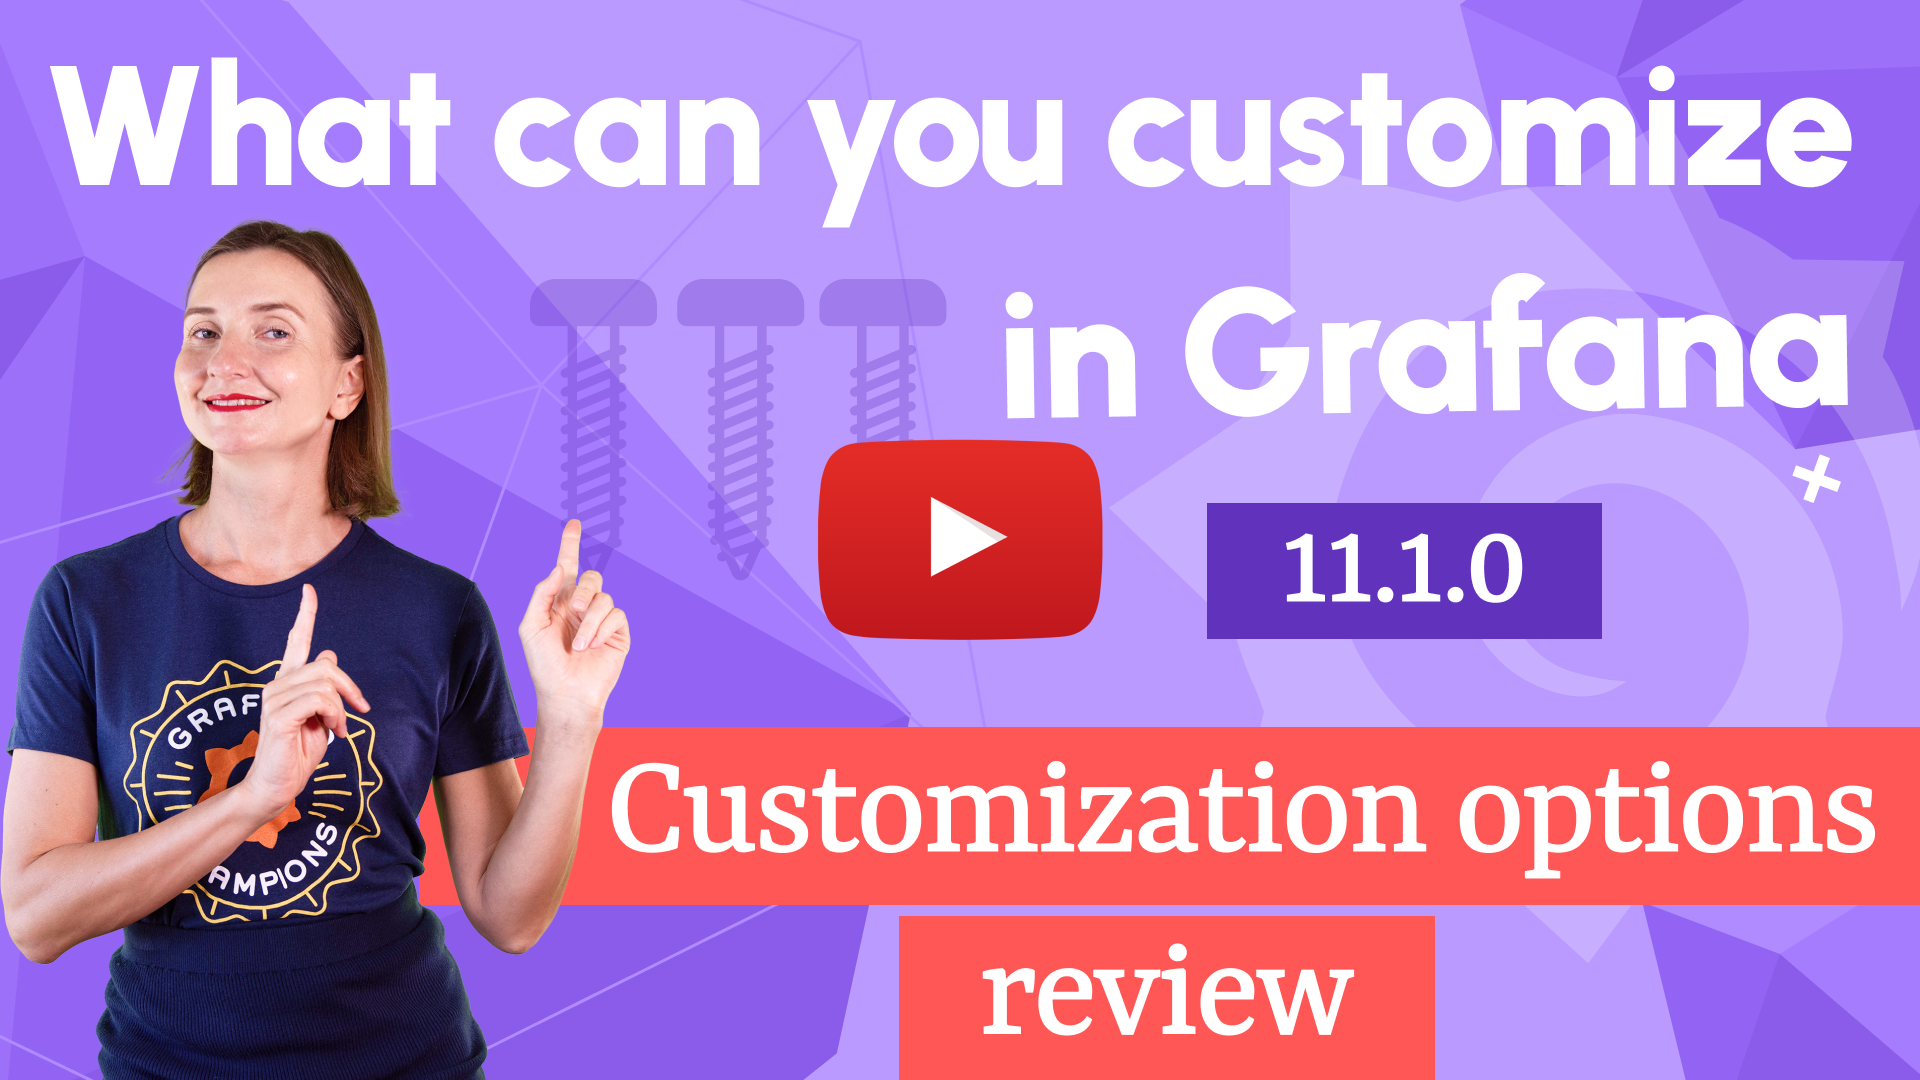 What can you customize
in Grafana
11.1.0
Customization options
review